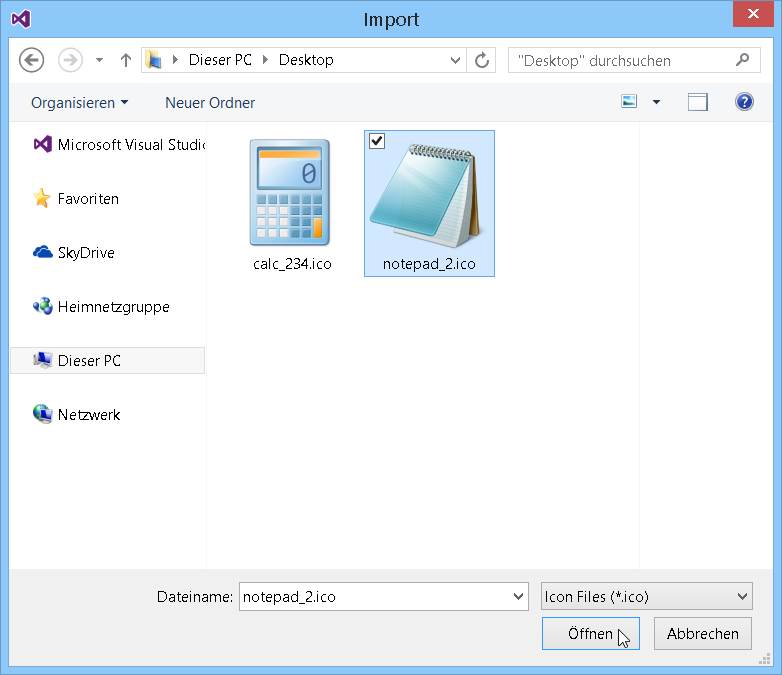 Import
Dieser PC Desktop
"Desktop" durchsuchen
Organisieren
Neuer Ordner
Microsoft Visual Studio
Favoriten
SkyDrive
Heimnetzgruppe
Dieser PC
Netzwerk
0
calc_234.ico
notepad_2.ico
Dateiname:
notepad_2.ico
Icon Files (*.ico)
Öffnen
Abbrechen